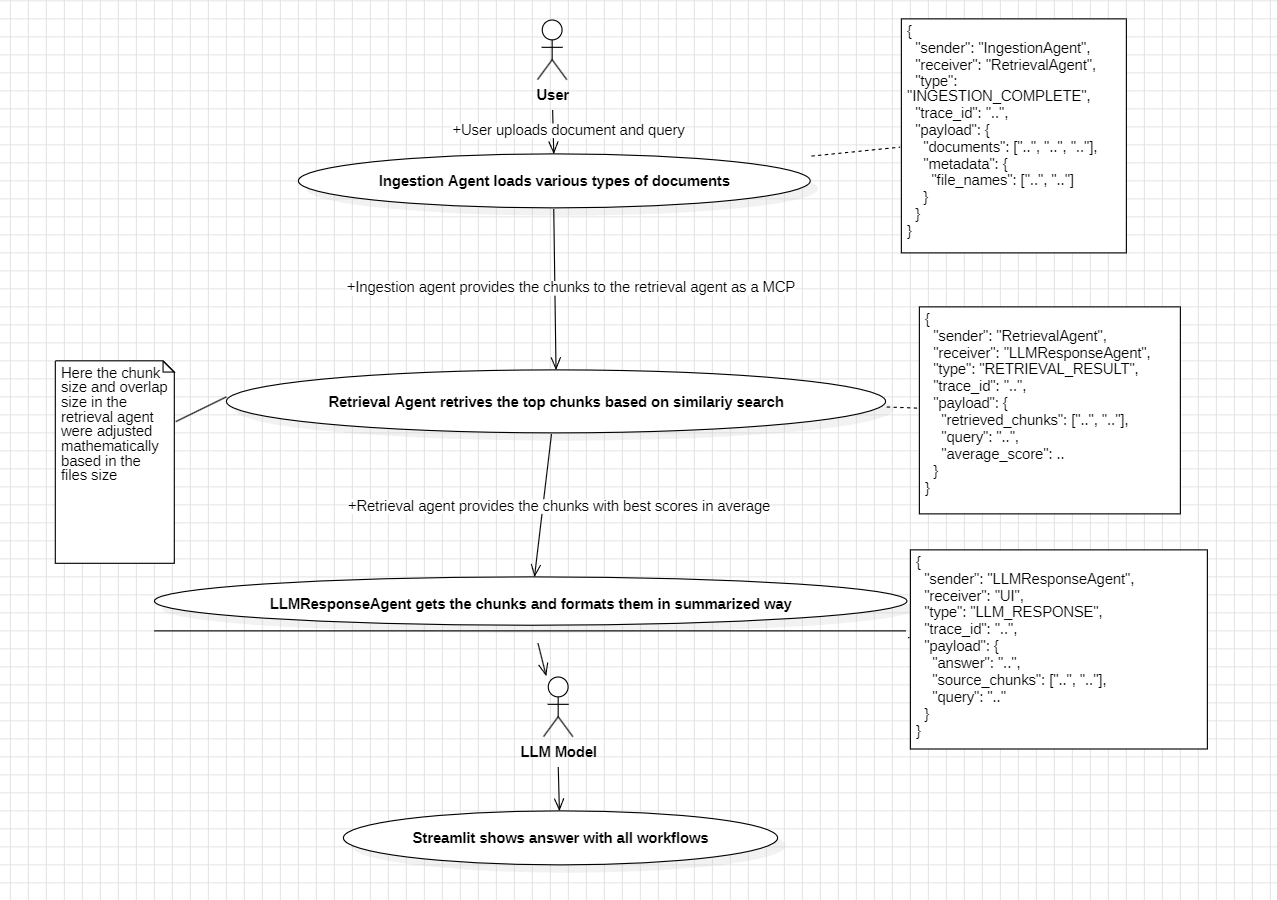 User
+User uploads document and query
Ingestion Agent loads various types of documents
{
"sender": "IngestionAgent",
"receiver": "RetrievalAgent",
"type":
"INGESTION_COMPLETE",
"trace_id": "..",
"payload": {
"documents": ["..", "..", ".."],
"metadata": {
"file_names": ["..", ".."]
}
}
}
+Ingestion agent provides the chunks to the retrieval agent as a MCP
Here the chunk
size and overlap
size in the
retrieval agent
were adjusted
mathematically
based in the
files size
Retrieval Agent retrives the top chunks based on similariy search
{
"sender": "RetrievalAgent",
"receiver": "LLMResponseAgent",
"type": "RETRIEVAL_RESULT",
"trace_id": "..",
"payload": {
"retrieved_chunks": ["..", ".."],
"query": "..",
"average_score": ..
}
}
+Retrieval agent provides the chunks with best scores in average
LLMResponseAgent gets the chunks and formats them in summarized way
{
"sender": "LLMResponseAgent",
"receiver": "UI",
"type": "LLM_RESPONSE",
"trace_id": "..",
"payload": {
"answer": "..",
"source_chunks": ["..", ".."],
"query": ".."
}
}
LLM Model
Streamlit shows answer with all workflows